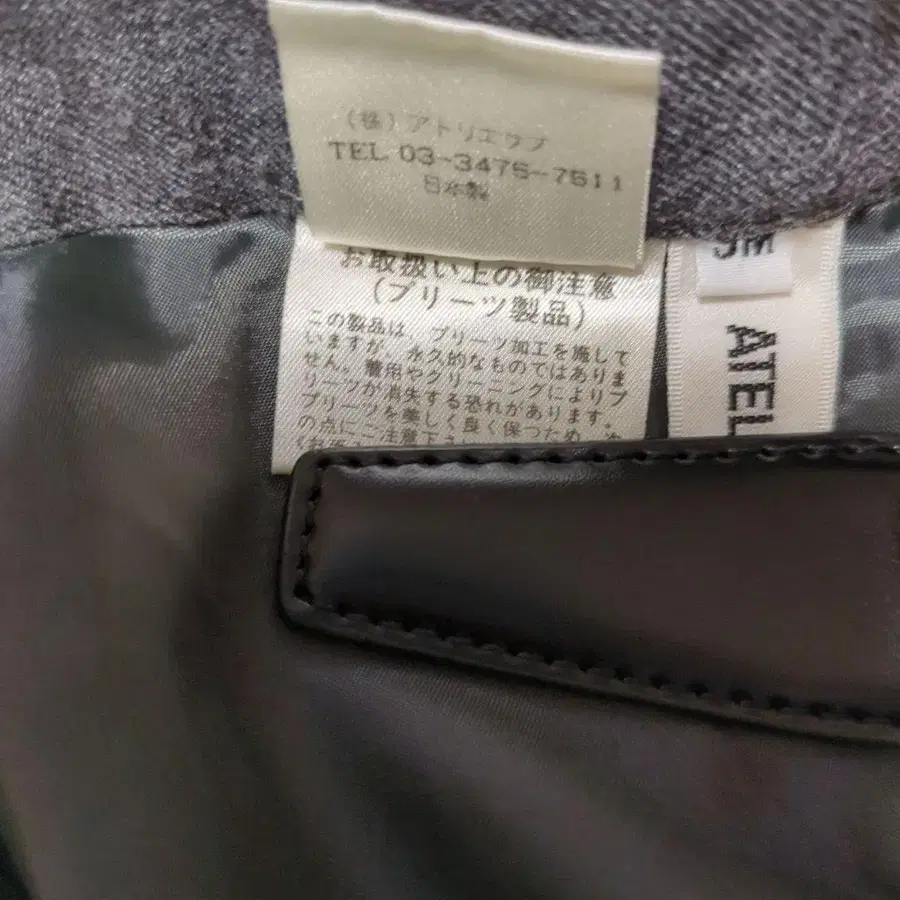 (株)アトリエサブ
TEL 03-3475-7511
日本製
お取扱い上の御注意
(プリーツ製品)
この製品は、プリーツ加工を施して
いますが、永久的なものではありま
せん。着用やクリーニングによりプ
リーツが消失する恐れがあります。
プリーツを美しく良く保つため、次
の点にご注意下さい
M
ATEL